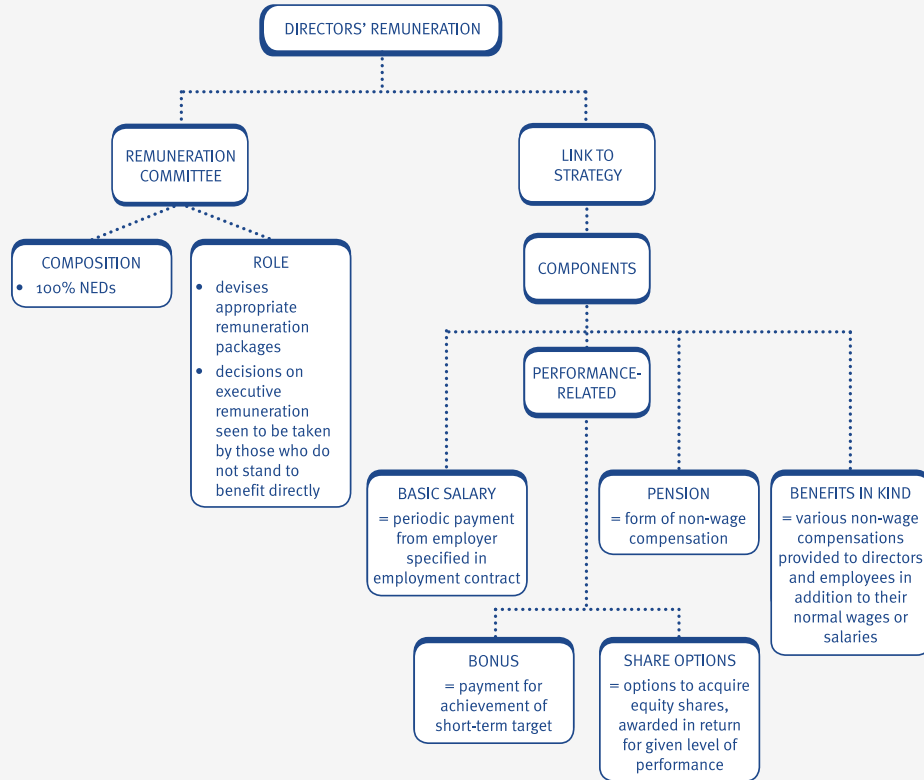 DIRECTORS’ REMUNERATION
REMUNERATION
COMMITTEE
LINK TO
STRATEGY
COMPOSITION
• 100% NEDs
ROLE
• devises
appropriate
remuneration
packages
• decisions on
executive
remuneration
seen to be taken
by those who do
not stand to
benefit directly
COMPONENTS
PERFORMANCE-
RELATED
BASIC SALARY
= periodic payment
from employer
specified in
employment contract
PENSION
= form of non-wage
compensation
BENEFITS IN KIND
= various non-wage
compensations
provided to directors
and employees in
addition to their
normal wages or
salaries
BONUS
= payment for
achievement of
short-term target
SHARE OPTIONS
= options to acquire
equity shares,
awarded in return
for given level of
performance